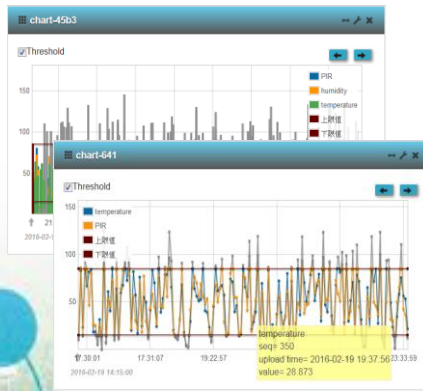 chart-45b3
Threshold
PIR
humidity
temperature
上限值
下限值
150
100
50
21
2016-02-1
chart-641
Threshold
temperature
PIR
上限值
下限值
150
100
50
17:30:01
17:31:07
19:22:57
23:33:59
2016-02-19 14:15:00
temperature
seq= 350
upload time= 2016-02-19 19:37:56
value= 28.873